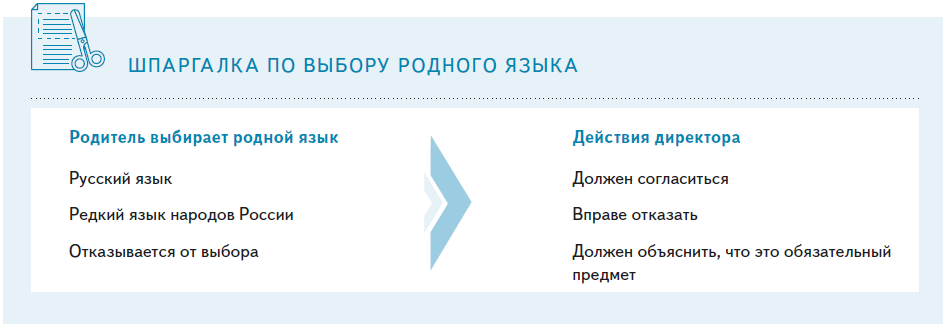 ШПАРГАЛКА ПО ВЫБОРУ РОДНОГО ЯЗЫКА
Родитель выбирает родной язык
Русский язык
Редкий язык народов России
Отказывается от выбора
Действия директора
Должен согласиться
Вправе отказать
Должен объяснить, что это обязательный
предмет